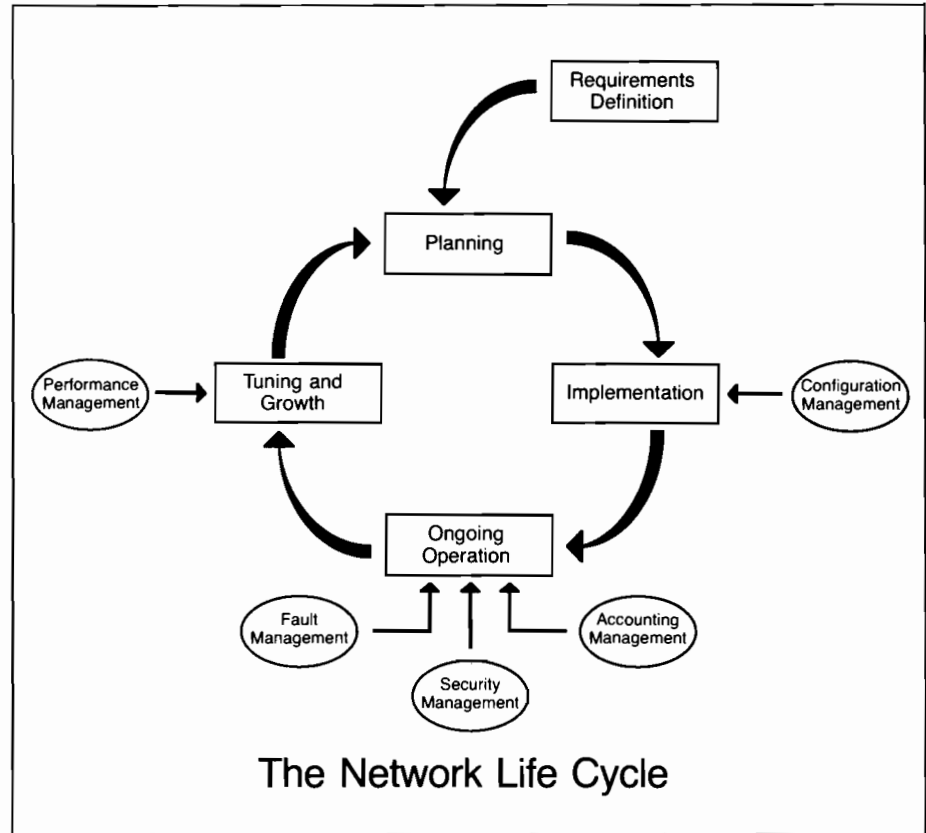 Requirements
Definition
Planning
Performance
Management
Tuning and
Growth
Implementation
Configuration
Management
Ongoing
Operation
Fault
Management
Accounting
Management
Security
Management
The Network Life Cycle